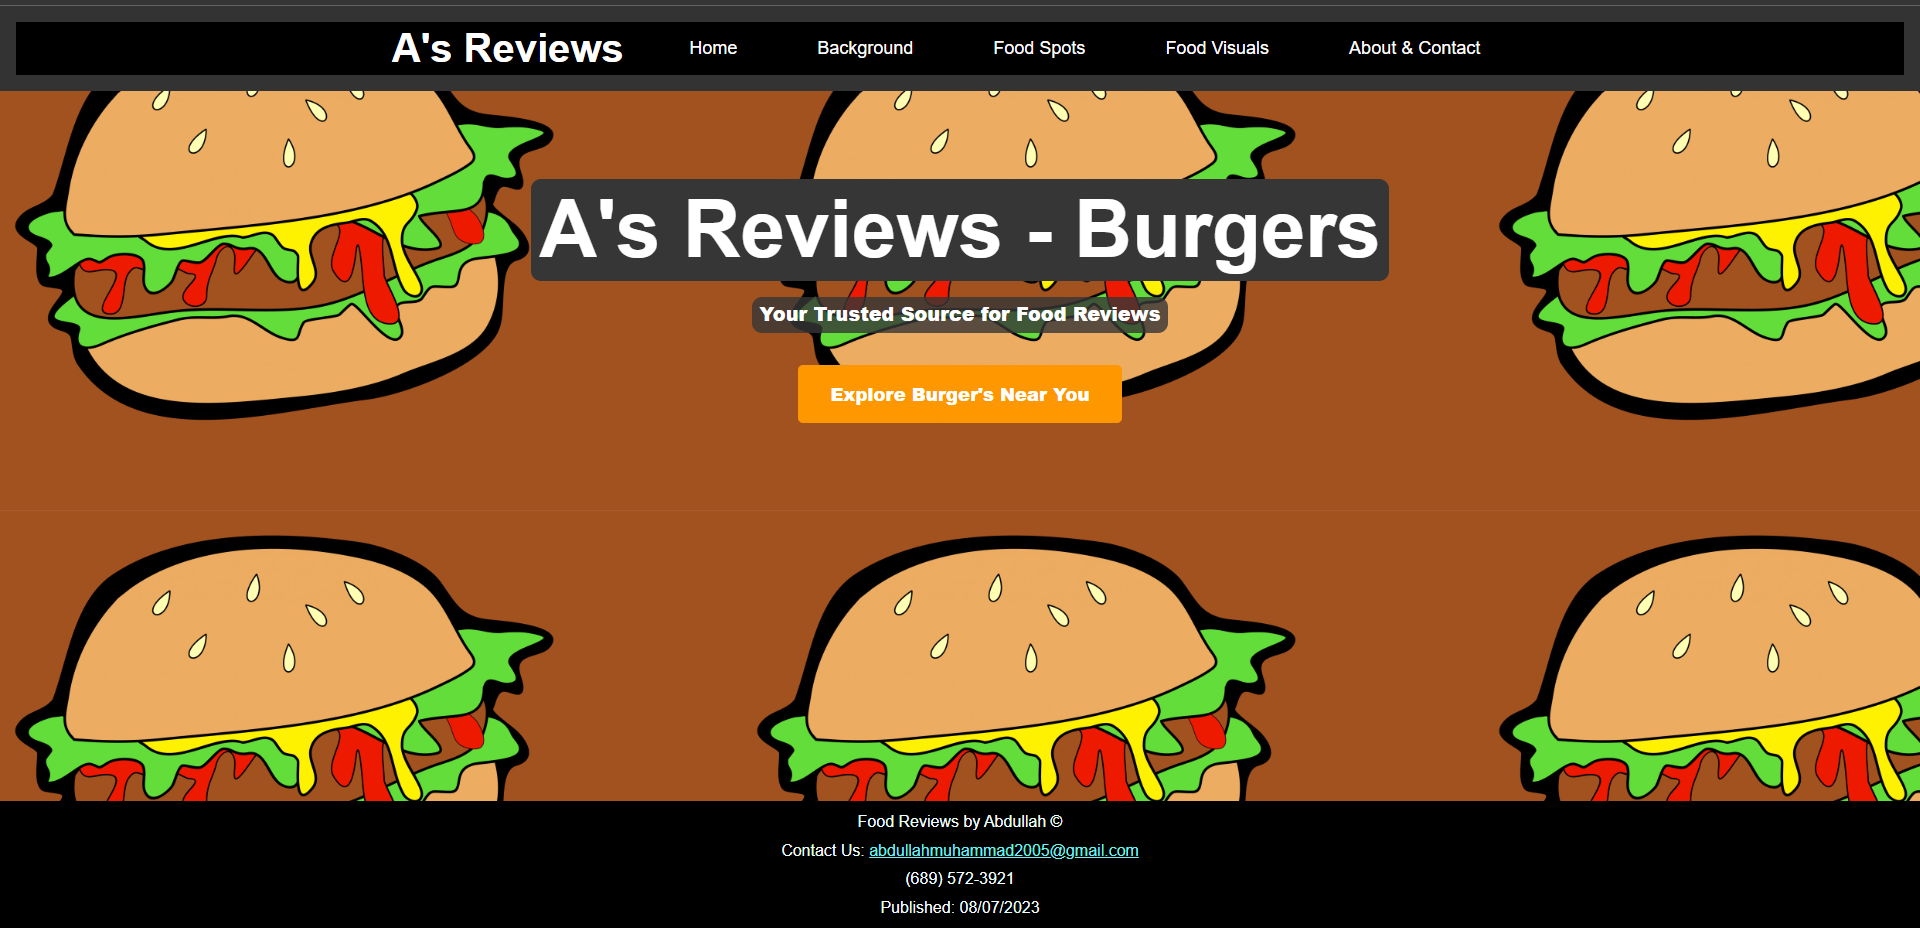 A's Reviews Home Background Food Spots Food Visuals About & Contact
A's Reviews - Burgers
Your Trusted Source for Food Reviews
Explore Burger's Near You
Food Reviews by Abdullah ©
Contact Us: abdullahmuhammad2005@gmail.com
(689) 572-3921
Published: 08/07/2023